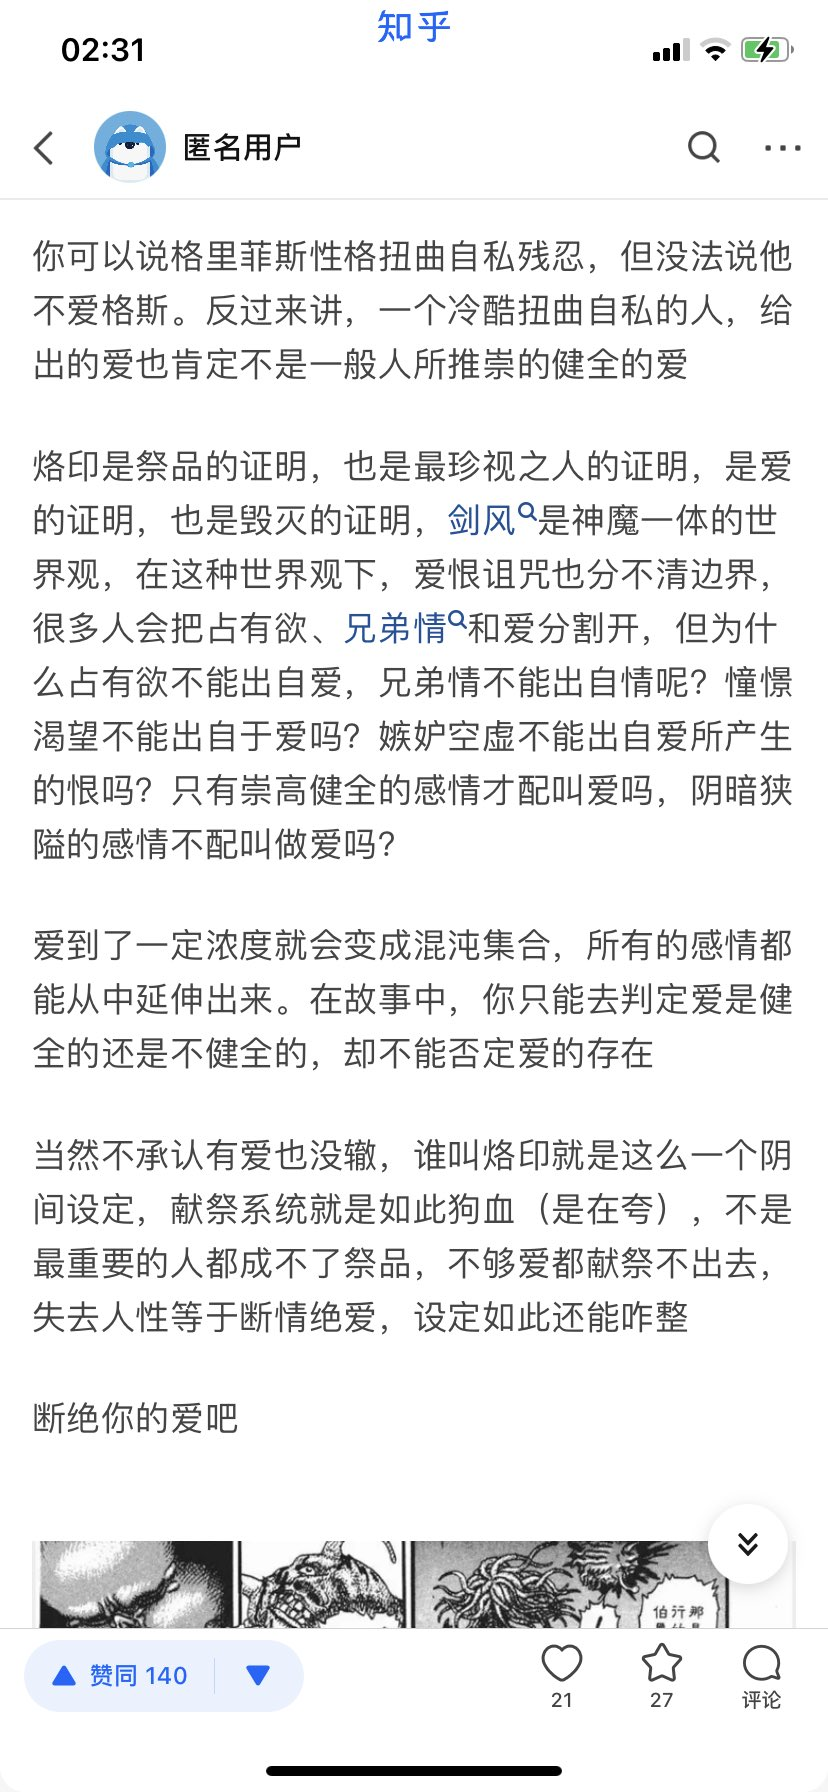 知乎
02:31
匿名用户
你可以说格里菲斯性格扭曲自私残忍，但没法说他
不爱格斯。反过来讲，一个冷酷扭曲自私的人，给
出的爱也肯定不是一般人所推崇的健全的爱
烙印是祭品的证明，也是最珍视之人的证明，是爱
的证明，也是毁灭的证明，剑风是神魔一体的世
界观，在这种世界观下，爱恨诅咒也分不清边界，
很多人会把占有欲、兄弟情和爱分割开，但为什
么占有欲不能出自爱，兄弟情不能出自情呢？憧憬
渴望不能出自于爱吗？嫉妒空虚不能出自爱所产生
的恨吗？只有崇高健全的感情才配叫爱吗，阴暗狭
隘的感情不配叫做爱吗？
爱到了一定浓度就会变成混沌集合，所有的感情都
能从中延伸出来。在故事中，你只能去判定爱是健
全的还是不健全的，却不能否定爱的存在
当然不承认有爱也没辙，谁叫烙印就是这么一个阴
间设定，献祭系统就是如此狗血（是在夸），不是
最重要的人都成不了祭品，不够爱都献祭不出去，
失去人性等于断情绝爱，设定如此还能咋整
断绝你的爱吧
赞同 140
21
27
评论